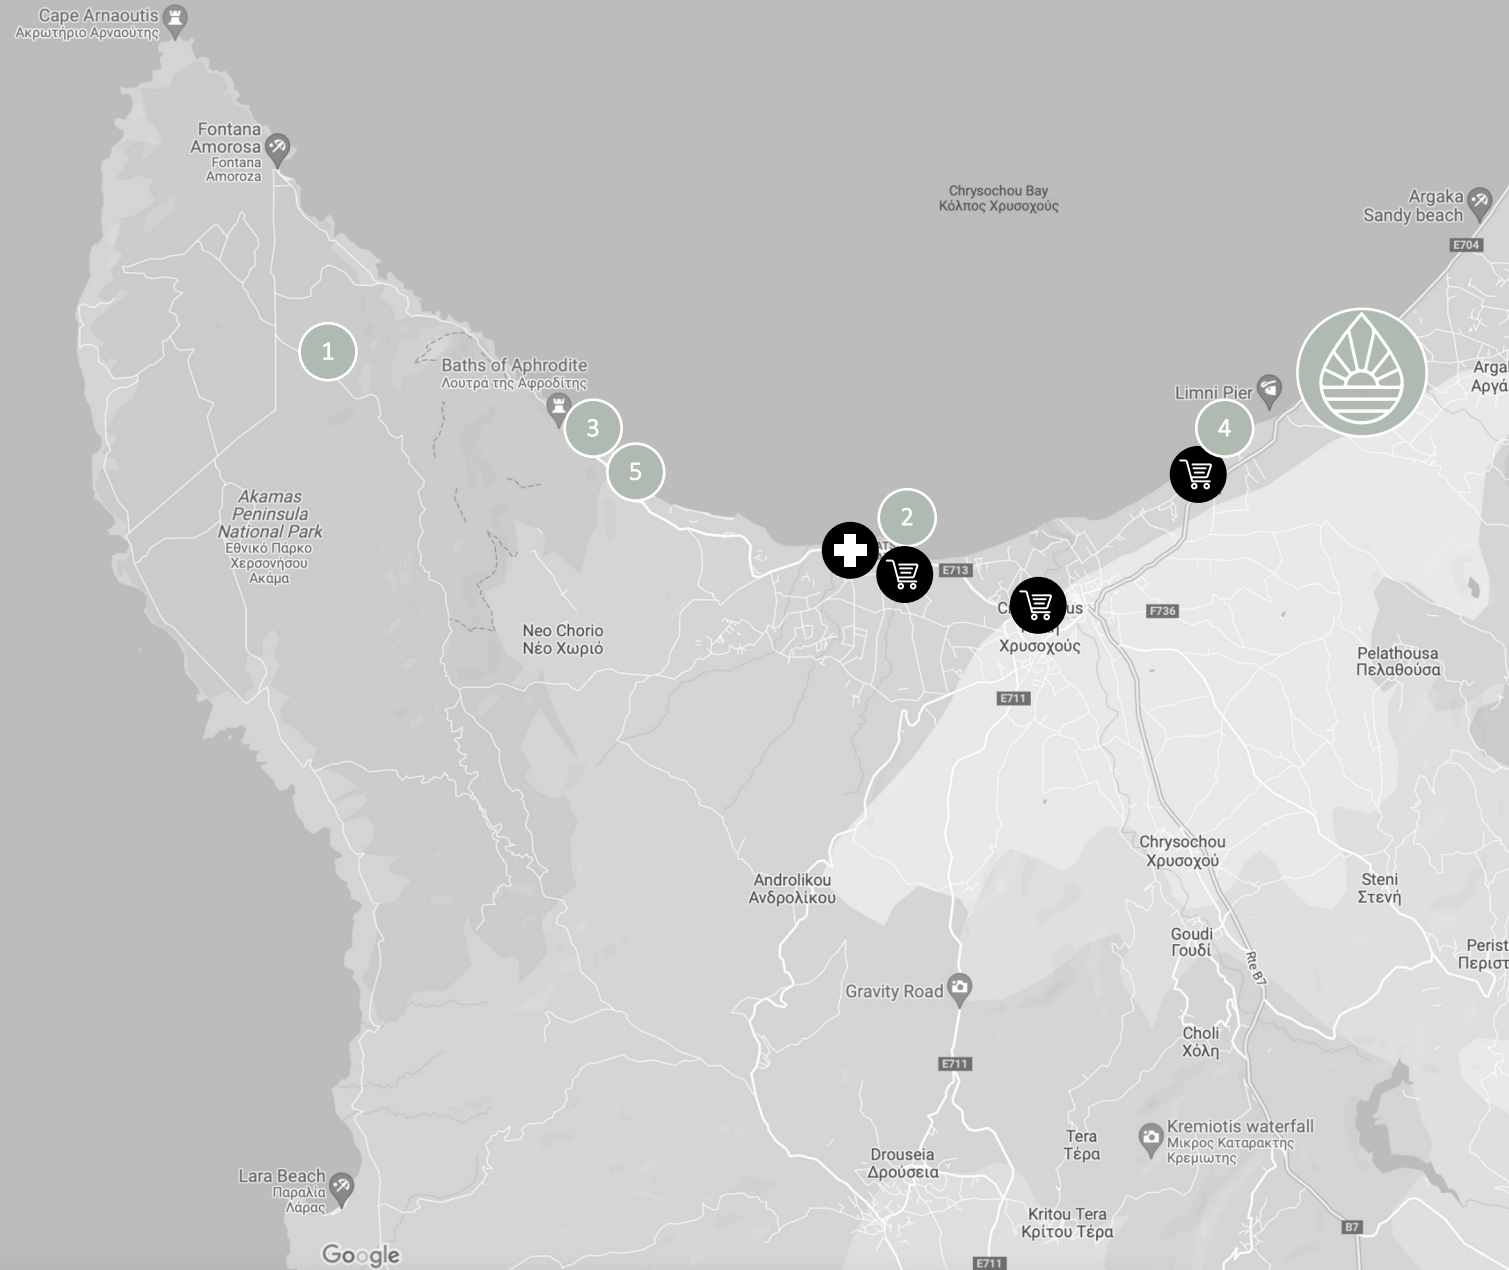 Cape Arnaoutis
Ακρωτήριο Αρναούτης
Fontana
Amorosa
Fontana
Amoroza
Chrysochou Bay
Κόλπος Χρυσοχούς
Argaka
Sandy beach
E704
1
Baths of Aphrodite
Λουτρά της Αφροδίτης
3
5
Limni Pier
4
Arga
Αργά
Akamas
Peninsula
National Park
Εθνικό Πάρκο
Χερσονήσου
Ακάμα
2
E713
F736
Χρυσοχούς
Neo Chorio
Νέο Χωριό
Pelathousa
Πελαθούσα
E711
Chrysochou
Χρυσοχού
Androlikou
Ανδρολίκου
Steni
Στενή
Goudi
Γουδί
Perist
Περιστ
Rte B7
Gravity Road
Choli
Χόλη
E711
Kremiotis waterfall
Μικρος Καταρακτης
Κρεμιωτης
Tera
Τέρα
Drouseia
Δρούσεια
Lara Beach
Παραλία
Λάρας
Kritou Tera
Κρίτου Τέρα
B7
Google
E711